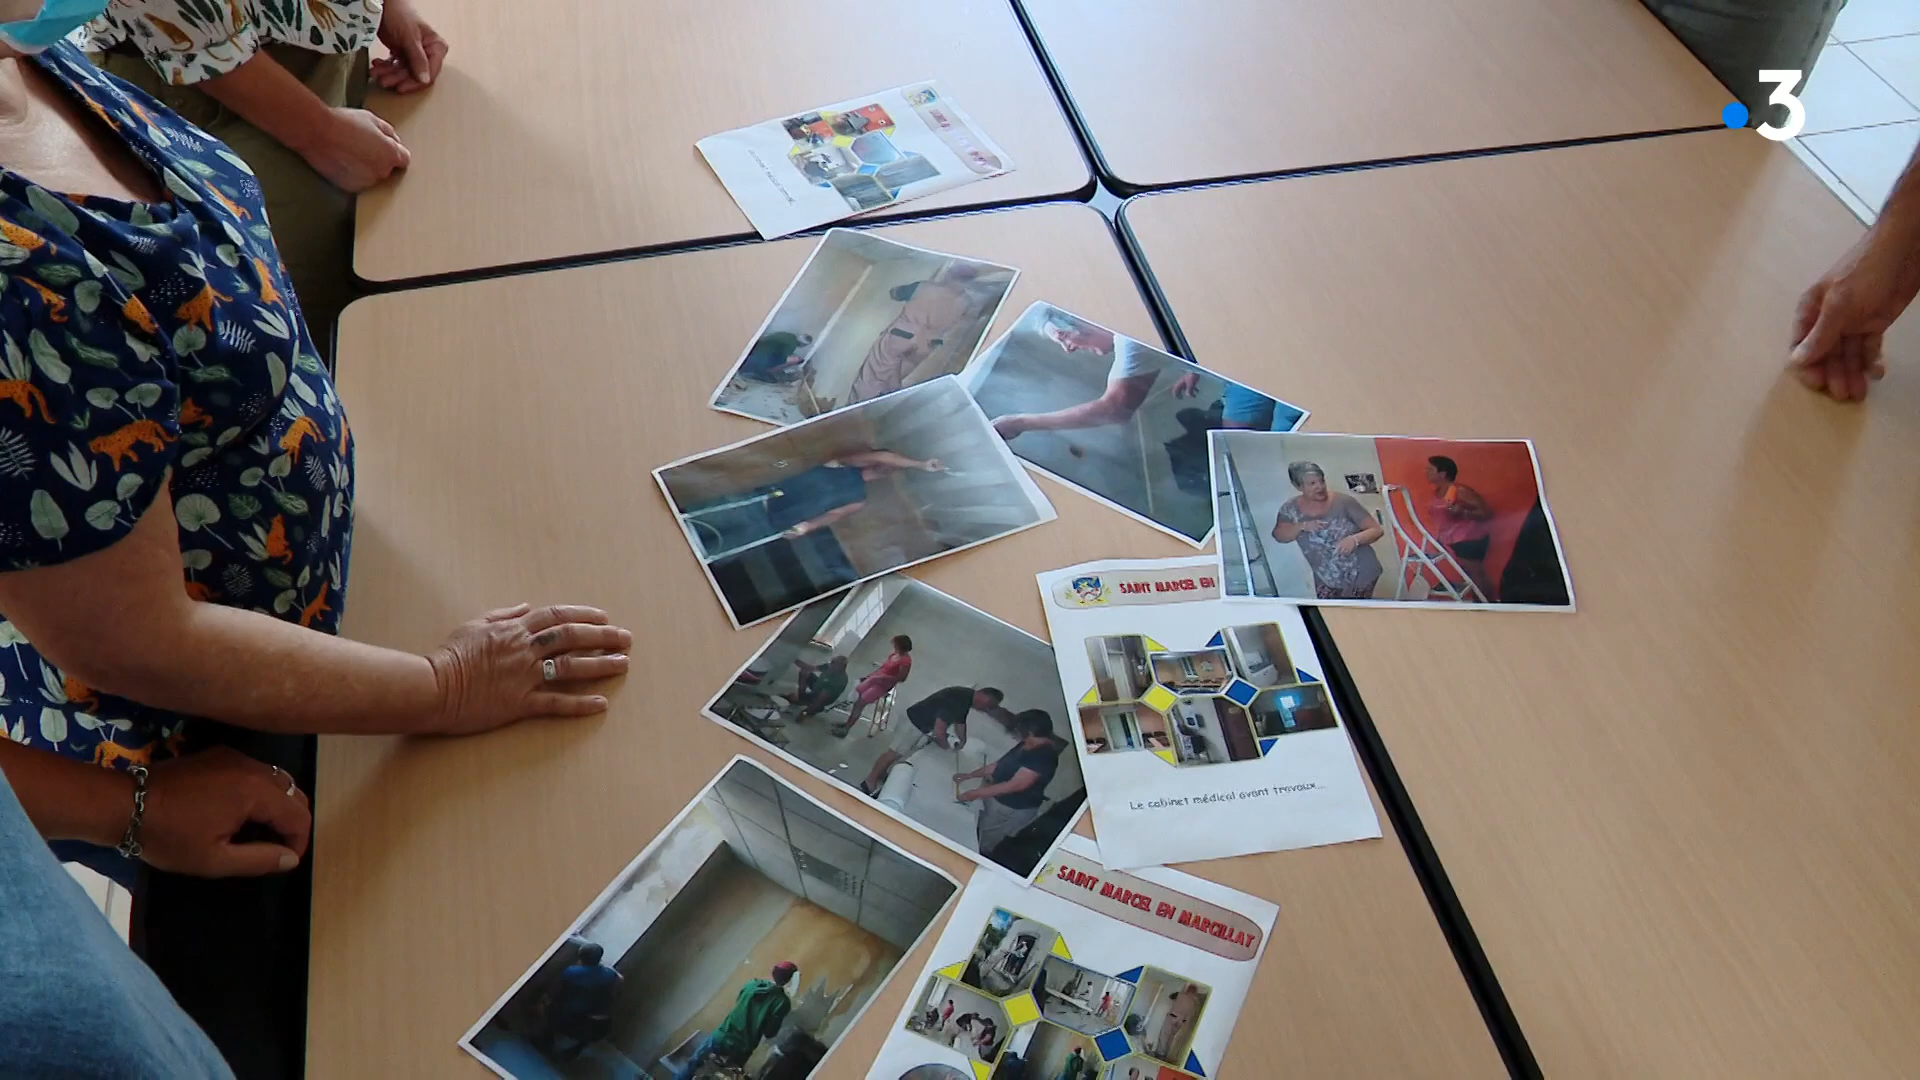 3
SAINT MARCEL EN
Le cabinet médical avant travaux...
SAINT MARCEL EN MARCILLAT